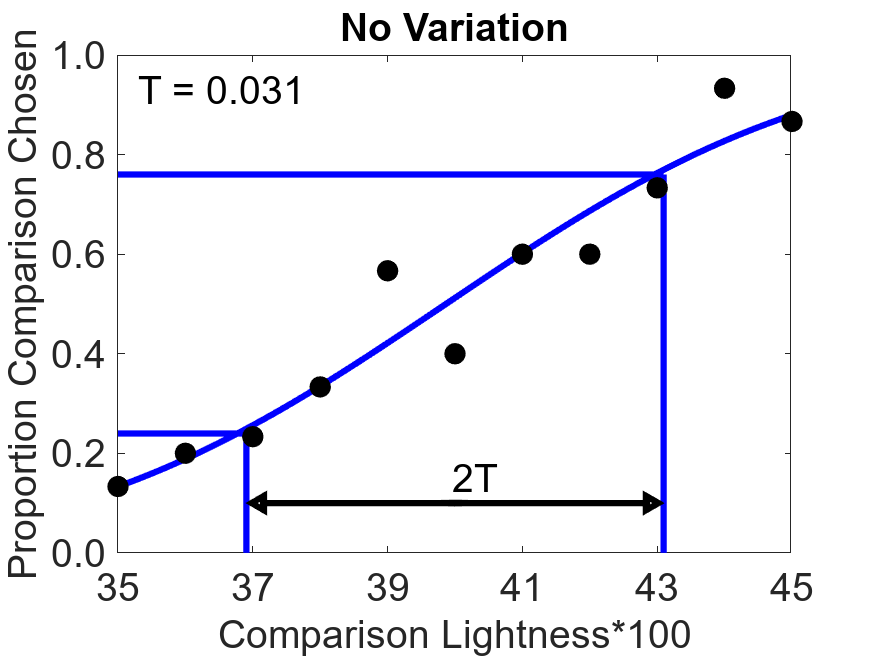 No Variation
Proportion Comparison Chosen
1.0
0.8
0.6
0.4
0.2
0.0
T = 0.031
2T
35 37 39 41 43 45
Comparison Lightness*100